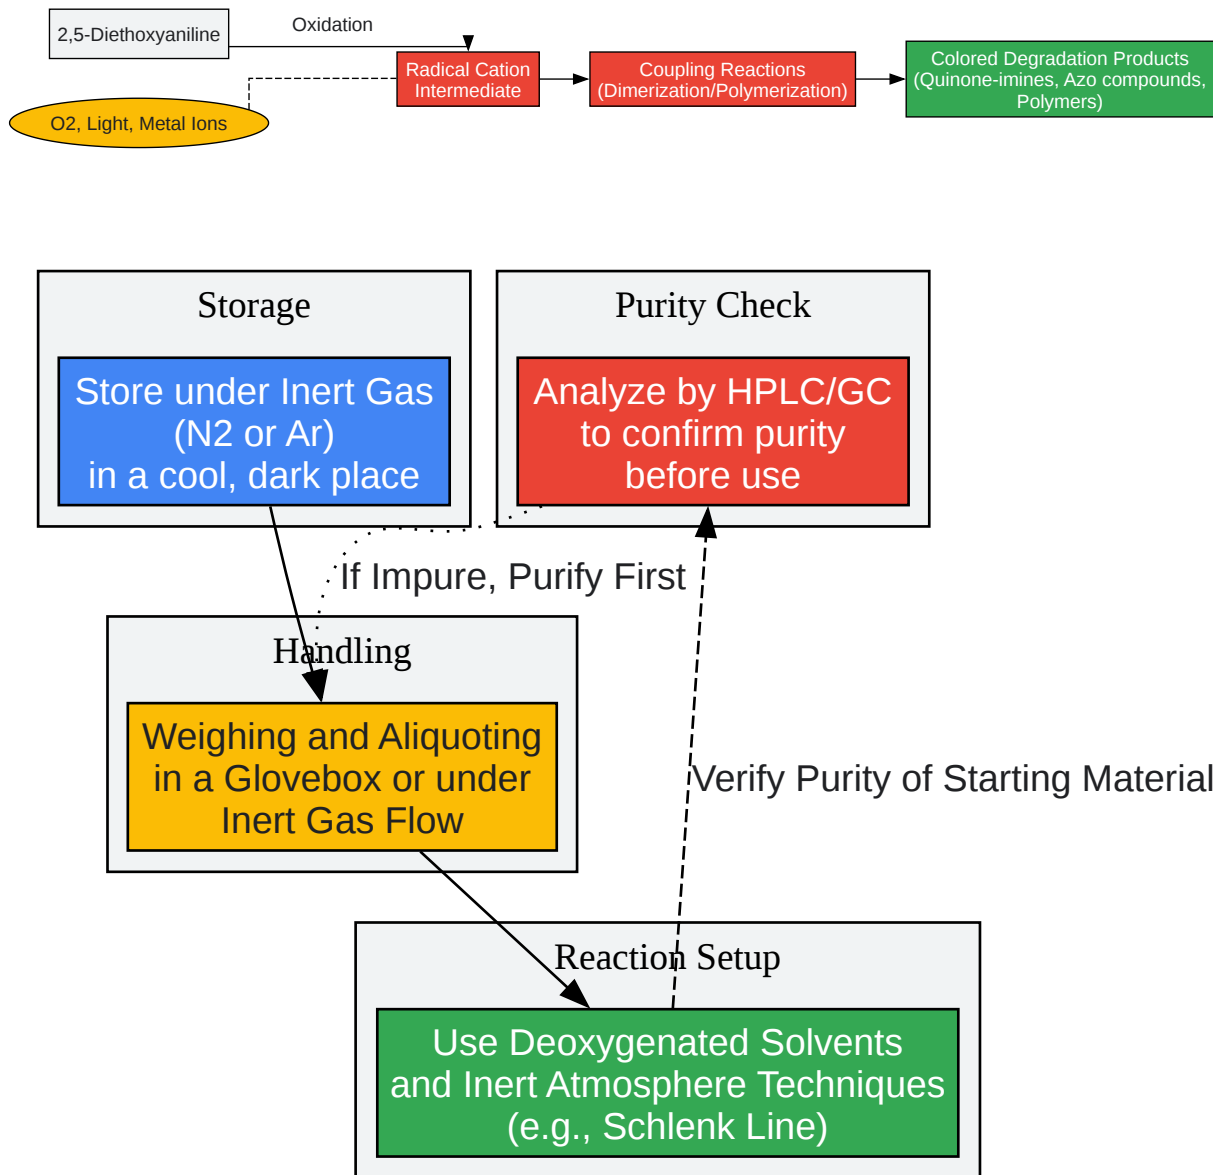 2,5-Diethoxyaniline
Oxidation
O2, Light, Metal Ions
Radical Cation
Intermediate
Coupling Reactions
(Dimerization/Polymerization)
Colored Degradation Products
(Quinone-imines, Azo compounds,
Polymers)
Storage
Store under Inert Gas
(N2 or Ar)
in a cool, dark place
Purity Check
Analyze by HPLC/GC
to confirm purity
before use
If Impure, Purify First
Handling
Weighing and Aliquoting
in a Glovebox or under
Inert Gas Flow
Verify Purity of Starting Material
Reaction Setup
Use Deoxygenated Solvents
and Inert Atmosphere Techniques
(e.g., Schlenk Line)